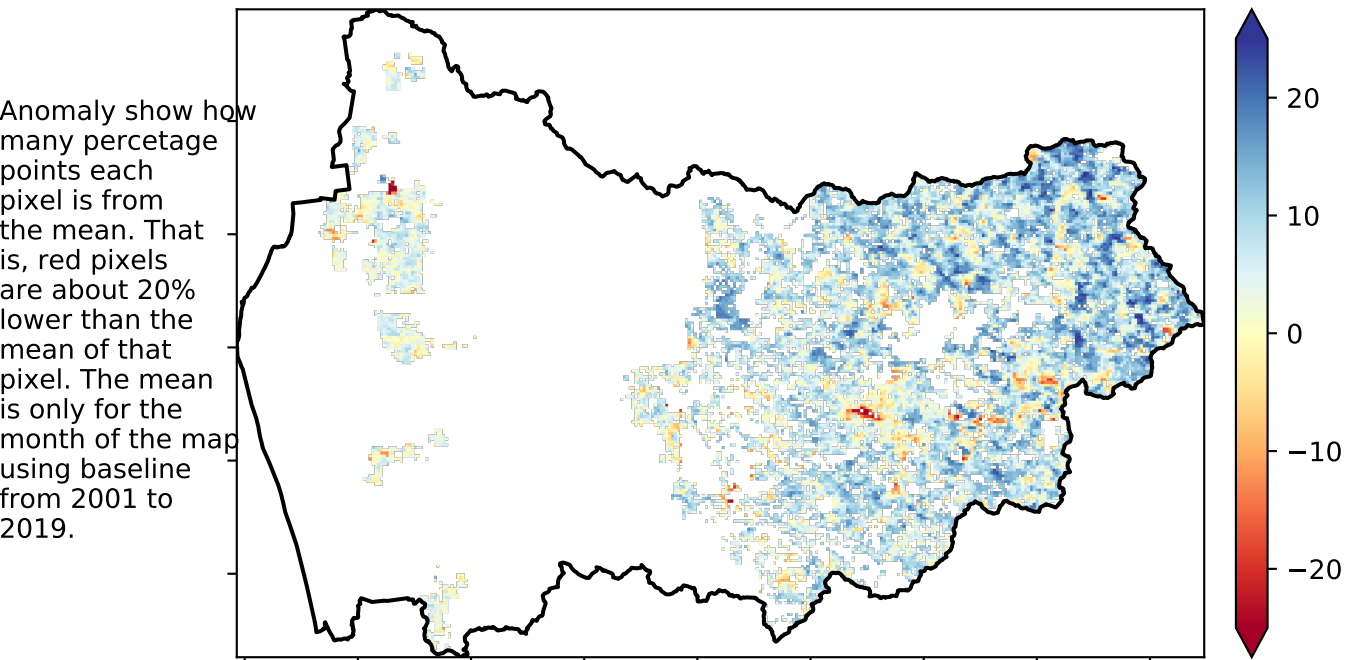 Anomaly show how
many percetage
points each
pixel is from
the mean. That
is, red pixels
are about 20%
lower than the
mean of that
pixel. The mean
is only for the
month of the map
using baseline
from 2001 to
2019.
20
10
0
−10
−20